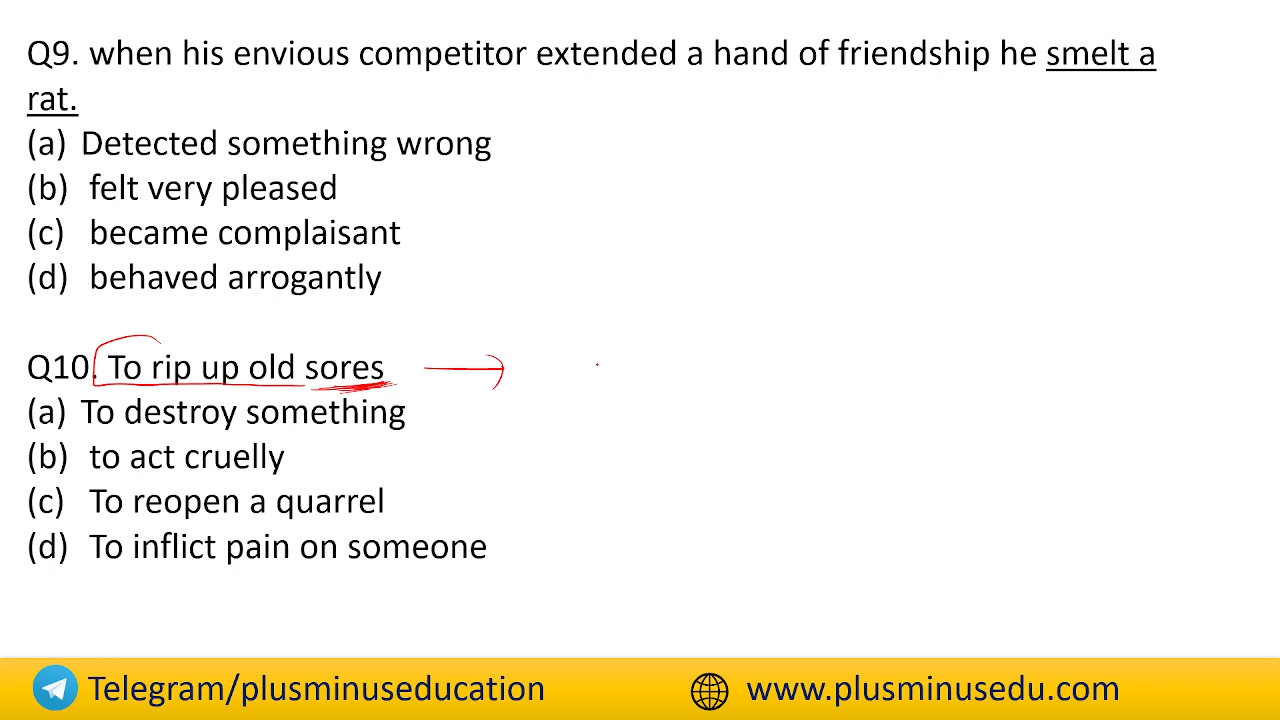 Q9. when his envious competitor extended a hand of friendship he smelt a
rat.
(a) Detected something wrong
(b) felt very pleased
(c) became complaisant
(d) behaved arrogantly
Q10. To rip up old sores
(a) To destroy something
(b) to act cruelly
(c) To reopen a quarrel
(d) To inflict pain on someone
Telegram/plusminuseducation
www.plusminusedu.com